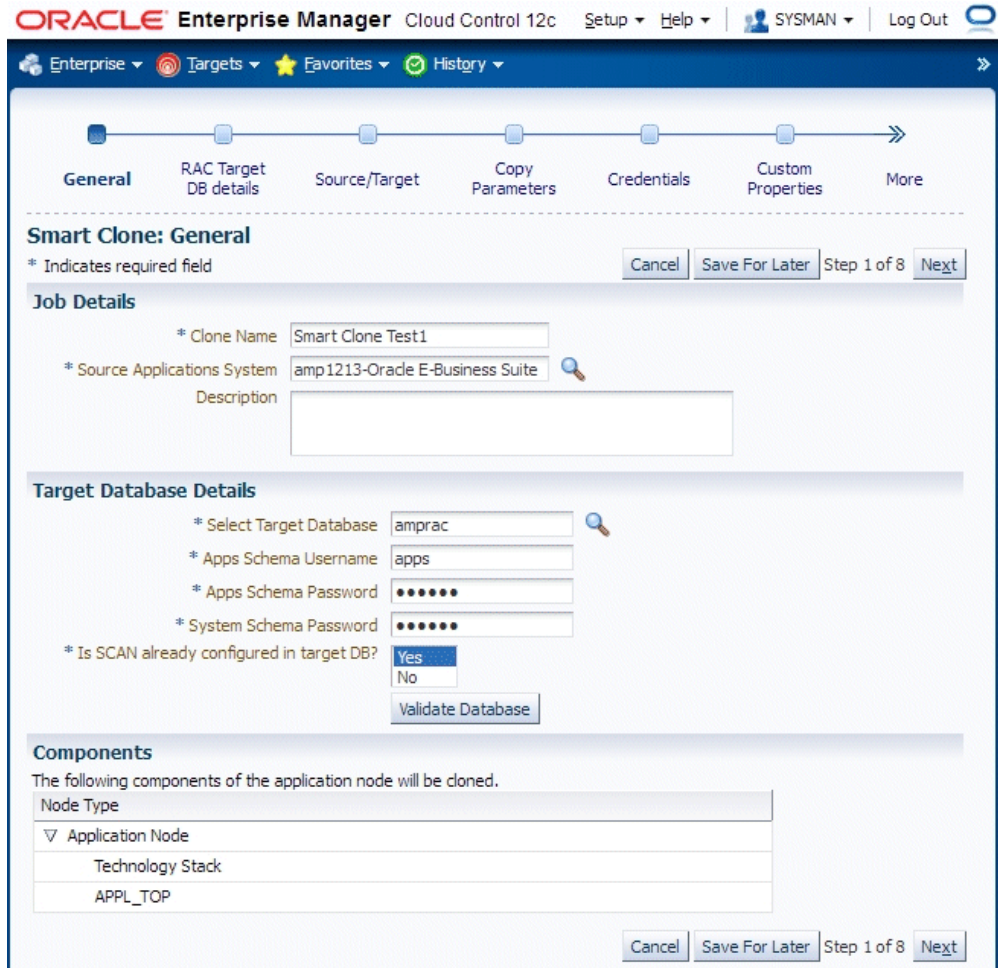 ORACLE Enterprise Manager Cloud Control 12c Setup Help SYSMAN Log Out
Enterprise Targets Favorites History
General RAC Target DB details Source/Target Copy Parameters Credentials Custom Properties More
Smart Clone: General
* Indicates required field Cancel Save For Later Step 1 of 8 Next
Job Details
* Clone Name Smart Clone Test1
* Source Applications System amp1213-Oracle E-Business Suite
Description
Target Database Details
* Select Target Database amprac
* Apps Schema Username apps
* Apps Schema Password ●●●●●●
* System Schema Password ●●●●●●
* Is SCAN already configured in target DB? Yes
No
Validate Database
Components
The following components of the application node will be cloned.
Node Type
Application Node
Technology Stack
APPL_TOP
Cancel Save For Later Step 1 of 8 Next